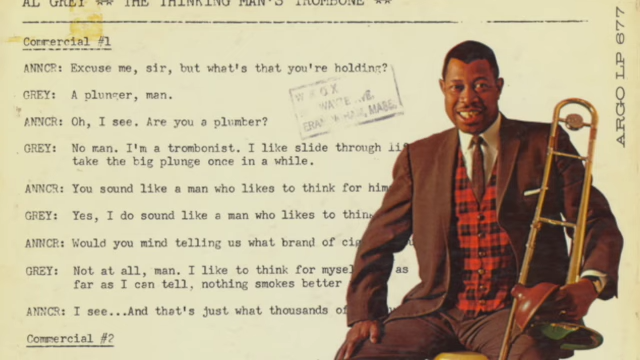 AL GREY ** THE THINKING MAN'S TROMBONE **
Commercial #1
ANNCR: Excuse me, sir, but what's that you're holding?
GREY: A plunger, man.
ANNCR: Oh, I see. Are you a plumber?
GREY: No man. I'm a trombonist. I like slide through
take the big plunge once in a while.
ANNCR: You sound like a man who likes to think for
GREY: Yes, I do sound like a man who likes to
ANNCR: Would you mind telling us what brand of
GREY: Not at all, man. I like to think for as
far as I can tell, nothing smokes better
ANNCR: I see...And that's just what thousands of
Commercial #2
MASS.
ARGO LP 677